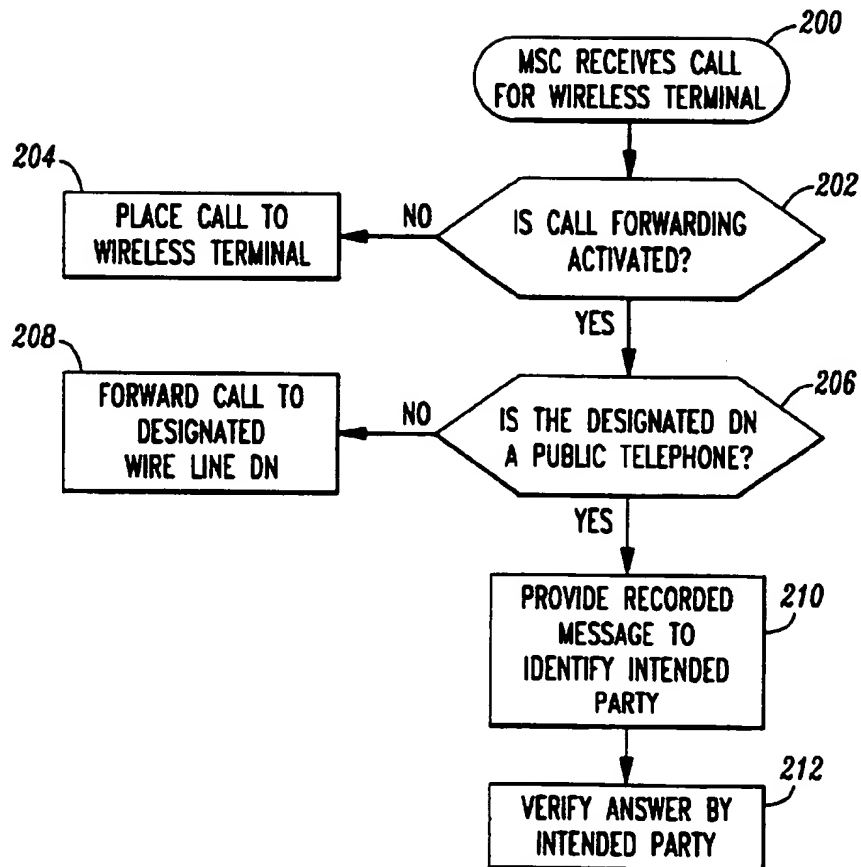 200
MSC RECEIVES CALL
FOR WIRELESS TERMINAL
204
202
PLACE CALL TO
WIRELESS TERMINAL
NO
IS CALL FORWARDING
ACTIVATED?
YES
208
206
FORWARD CALL TO
DESIGNATED
WIRE LINE DN
NO
IS THE DESIGNATED DN
A PUBLIC TELEPHONE?
YES
210
PROVIDE RECORDED
MESSAGE TO
IDENTIFY INTENDED
PARTY
212
VERIFY ANSWER BY
INTENDED PARTY